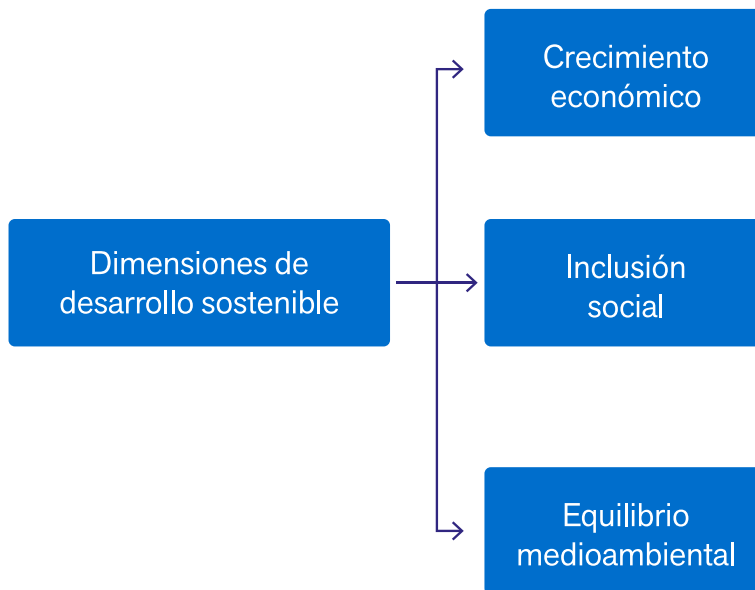 Crecimiento
económico
Dimensiones de
desarrollo sostenible
Inclusión
social
Equilibrio
medioambiental